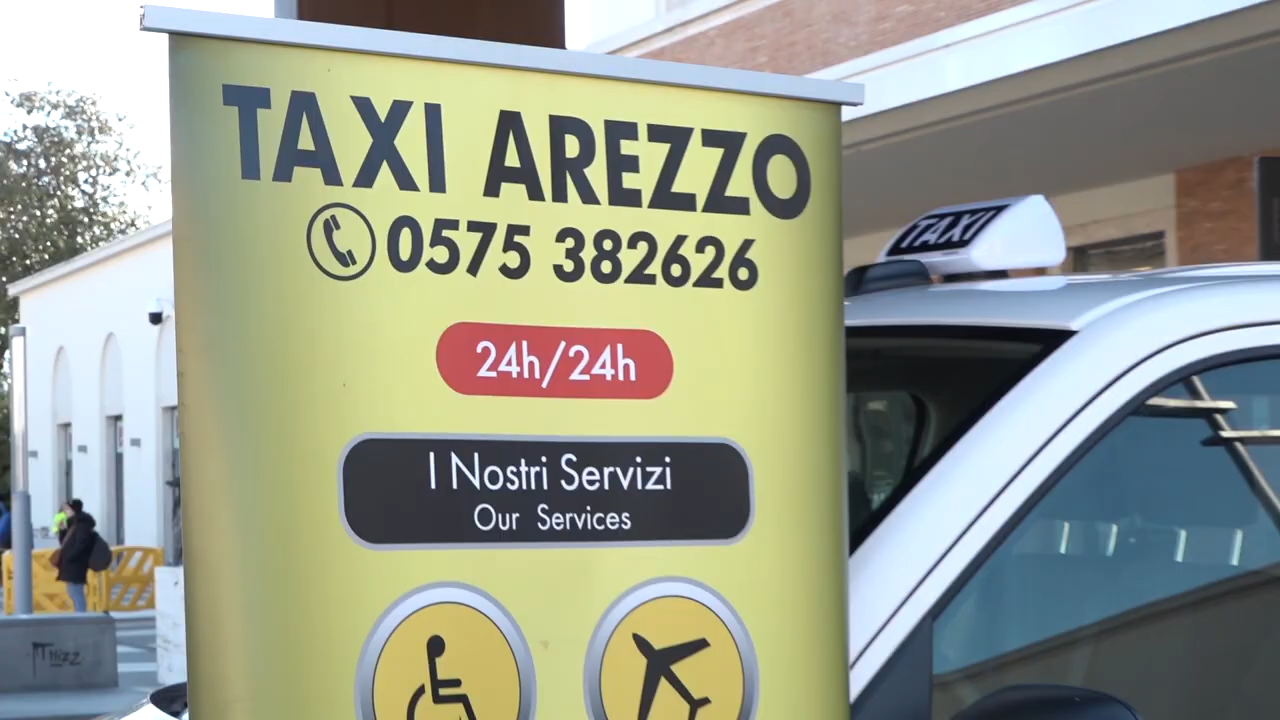 TAXI AREZZO
0575 382626
24h/24h
I Nostri Servizi
Our Services
TAXI